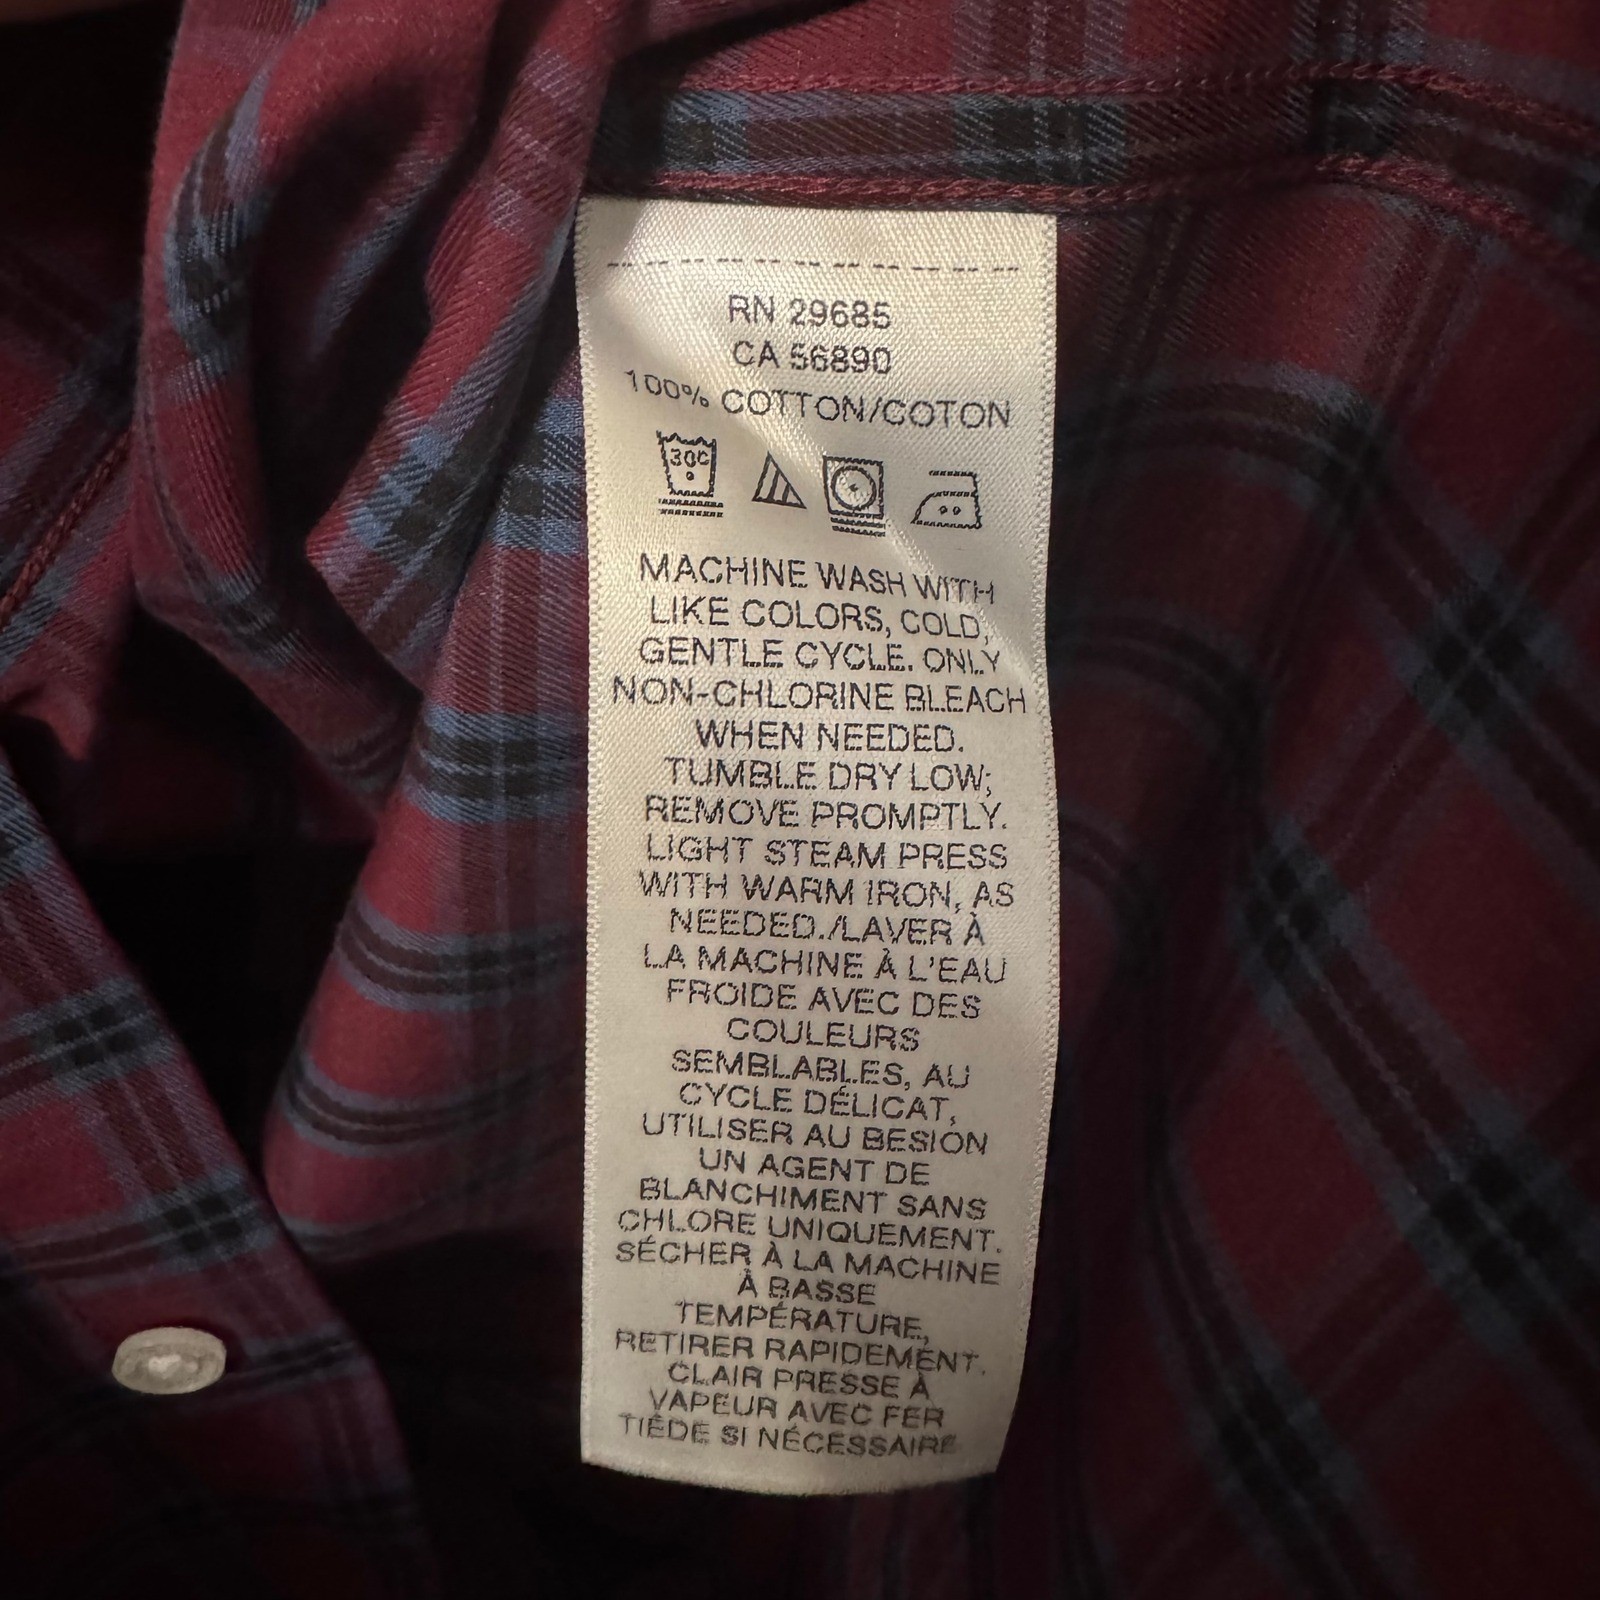 RN 29685
CA 56890
100% COTTON/COTON
30C
MACHINE WASH WITH
LIKE COLORS, COLD,
GENTLE CYCLE. ONLY
NON-CHLORINE BLEACH
WHEN NEEDED.
TUMBLE DRY LOW;
REMOVE PROMPTLY.
LIGHT STEAM PRESS
WITH WARM IRON, AS
NEEDED./LAVER À
LA MACHINE À L'EAU
FROIDE AVEC DES
COULEURS
SEMBLABLES, AU
CYCLE DÉLICAT,
UTILISER AU BESION
UN AGENT DE
BLANCHIMENT SANS
CHLORE UNIQUEMENT.
SÉCHER À LA MACHINE
À BASSE
TEMPÉRATURE,
RETIRER RAPIDEMENT.
CLAIR PRESSE À
VAPEUR AVEC FER
TIÈDE SI NÉCESSAIRE